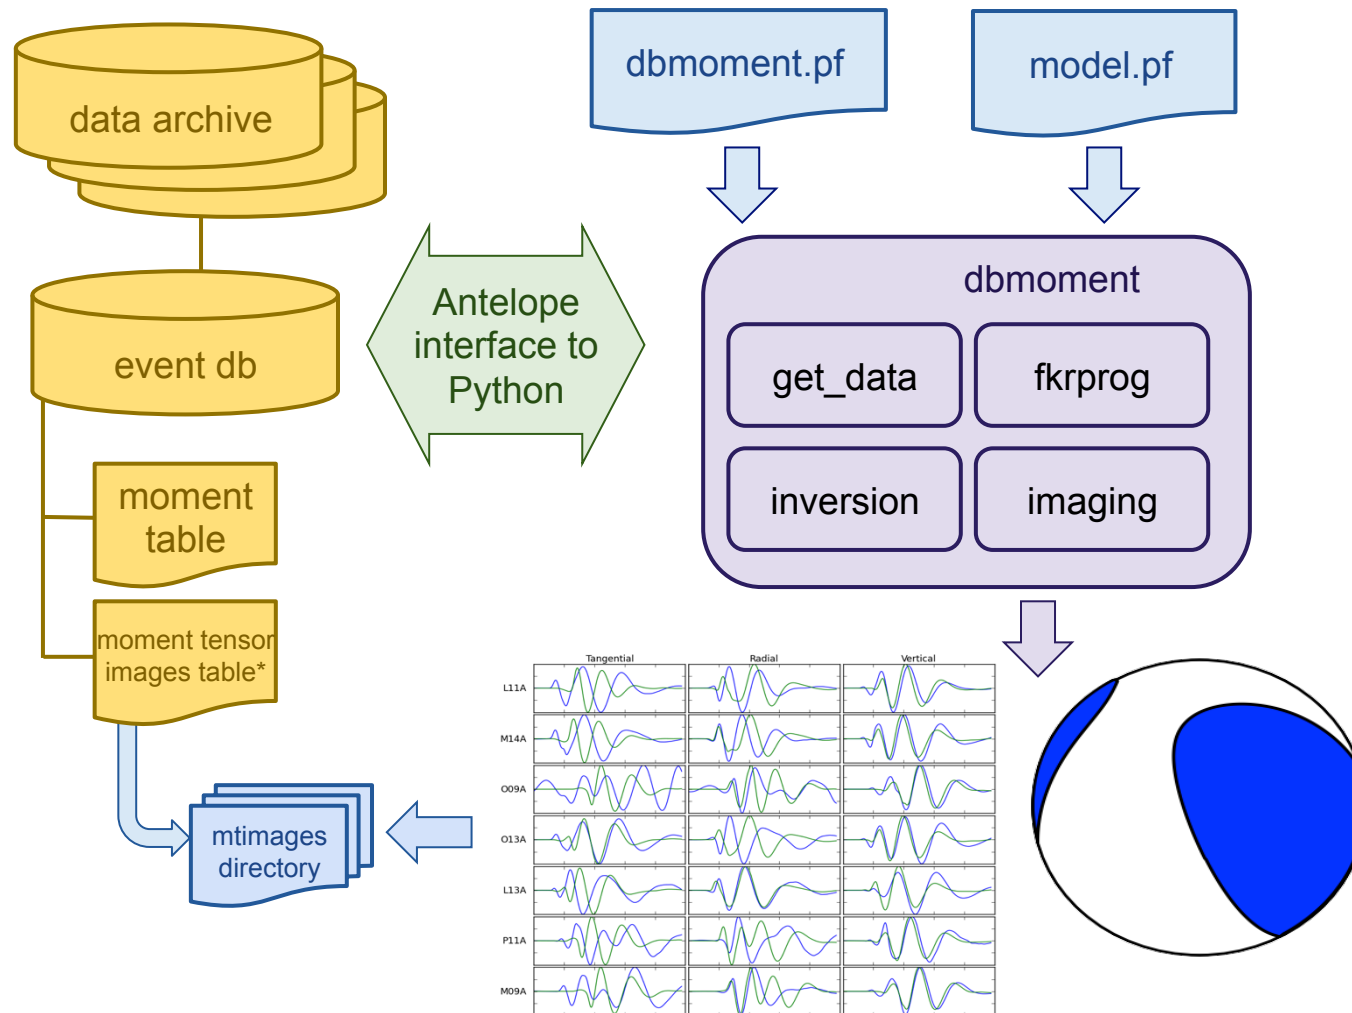 data archive
dbmoment.pf
model.pf
event db
Antelope
interface to
Python
dbmoment
get_data
fkrprog
inversion
imaging
moment
table
moment tensor
images table*
mtimages
directory
Tangential
Radial
Vertical
L11A
M14A
O09A
O13A
L13A
P11A
M09A